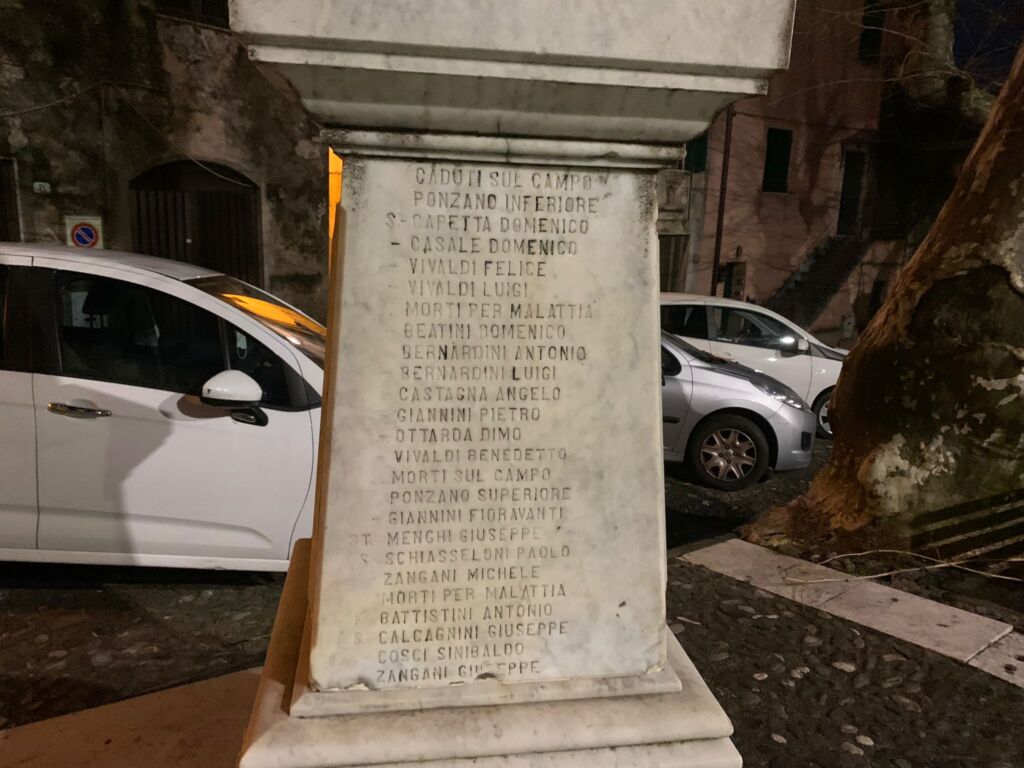 CADUTI SUL CAMPO
PONZANO INFERIORE
S. CAPETTA DOMENICO
- CASALE DOMENICO
- VIVALDI FELICE
- VIVALDI LUIGI
MORTI PER MALATTIA
- BEATINI DOMENICO
BERNARDINI ANTONIO
BERNARDINI LUIGI
- CASTAGNA ANGELO
- GIANNINI PIETRO
- OTTARDA DIMO
VIVALDI BENEDETTO
MORTI SUL CAMPO
PONZANO SUPERIORE
- GIANNINI FIORAVANTI
ST. MENGHI GIUSEPPE
S. SCHIASSELONI PAOLO
ZANGANI MICHELE
MORTI PER MALATTIA
BATTISTINI ANTONIO
S. CALCAGNINI GIUSEPPE
COSCI SINIBALDO
ZANGANI GIUSEPPE